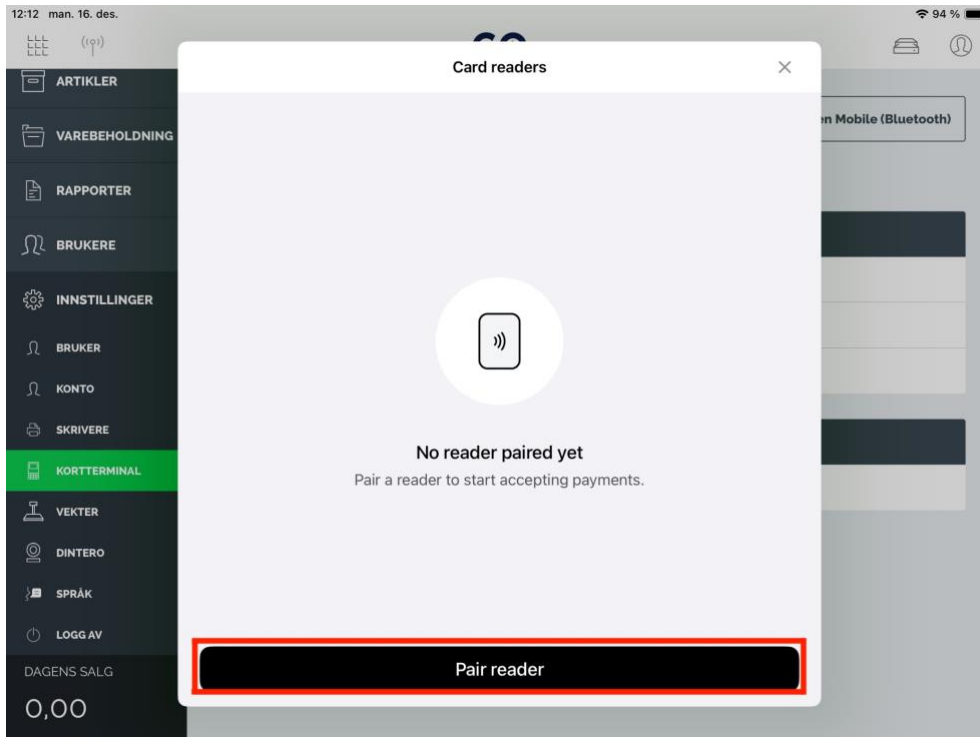 12:12 man. 16. des.
94 %
Card readers
ARTIKLER
en Mobile (Bluetooth)
VAREBEHOLDNING
RAPPORTER
BRUKERE
INNSTILLINGER
BRUKER
KONTO
SKRIVERE
No reader paired yet
KORTTERMINAL
Pair a reader to start accepting payments.
VEKTER
DINTERO
SPRÅK
LOGG AV
DAGENS SALG
Pair reader
0,00